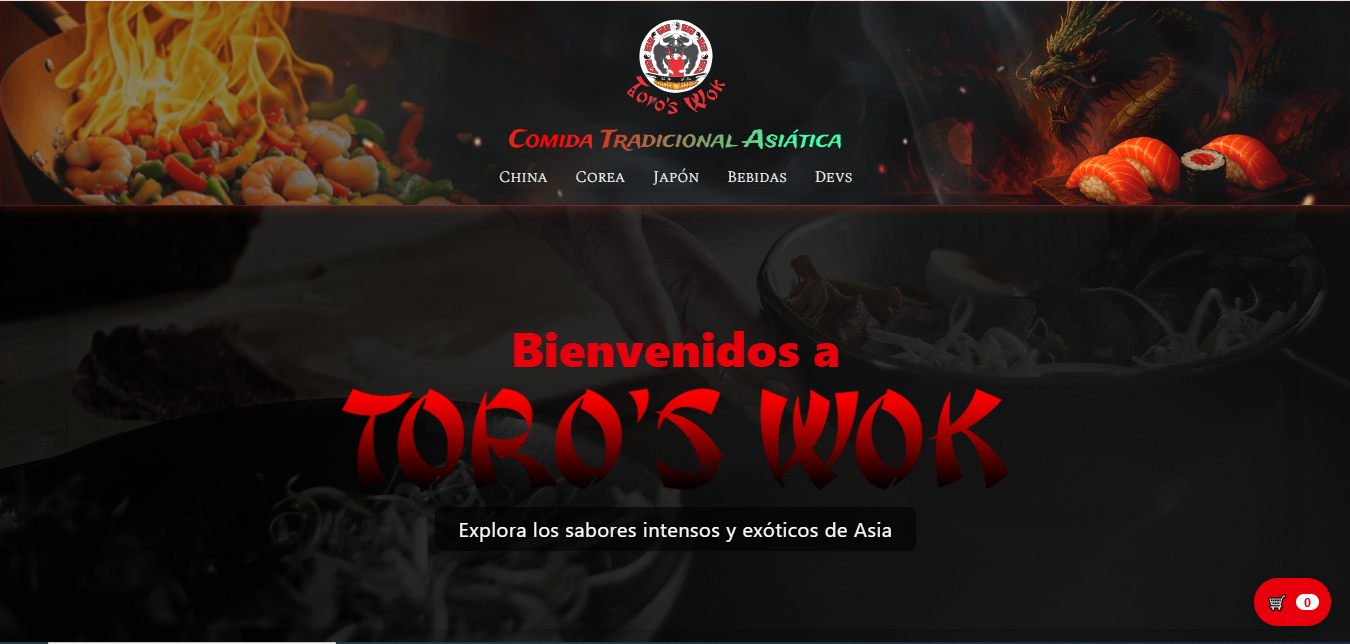 Toro's Wok
Comida Tradicional Asiática
China Corea Japón Bebidas Devs
Bienvenidos a
TORO'S WOK
Explora los sabores intensos y exóticos de Asia
0